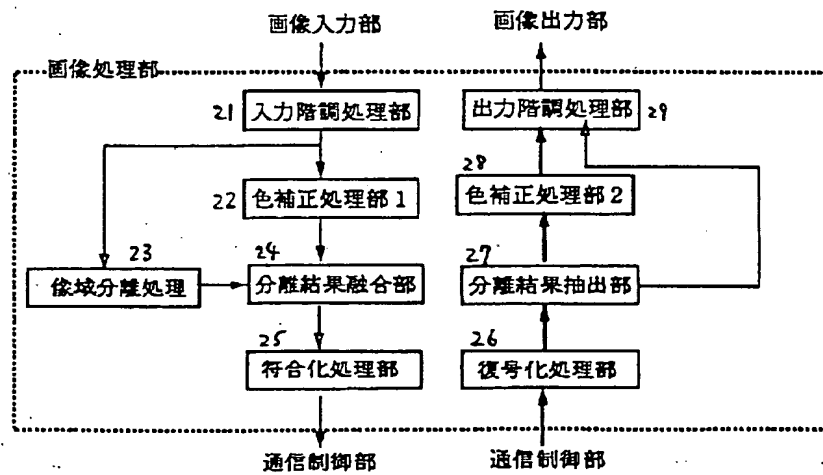 画像入力部
画像出力部
画像処理部
21 入力階調処理部
出力階調処理部 29
28
22 色補正処理部1
色補正処理部2
23
24
27
像域分離処理
分離結果融合部
分離結果抽出部
25
26
符合化処理部
復号化処理部
通信制御部
通信制御部